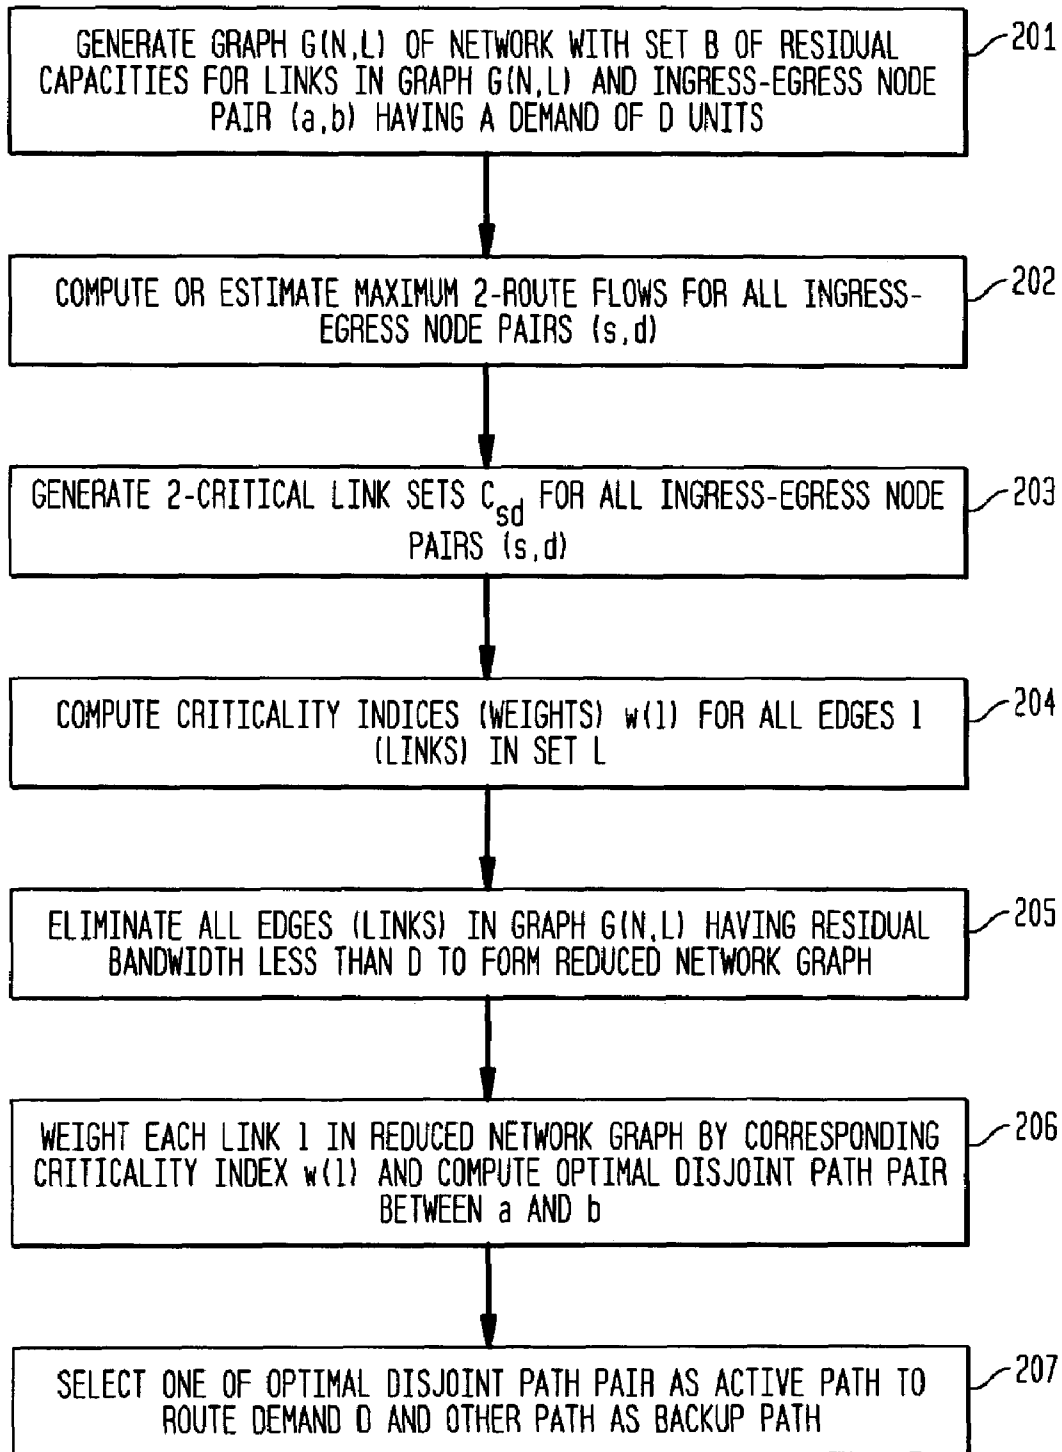 GENERATE GRAPH G(N,L) OF NETWORK WITH SET B OF RESIDUAL
CAPACITIES FOR LINKS IN GRAPH G(N,L) AND INGRESS-EGRESS NODE
PAIR (a,b) HAVING A DEMAND OF D UNITS
201
COMPUTE OR ESTIMATE MAXIMUM 2-ROUTE FLOWS FOR ALL INGRESS-
EGRESS NODE PAIRS (s,d)
202
GENERATE 2-CRITICAL LINK SETS Csd FOR ALL INGRESS-EGRESS NODE
PAIRS (s,d)
203
COMPUTE CRITICALITY INDICES (WEIGHTS) w(l) FOR ALL EDGES l
(LINKS) IN SET L
204
ELIMINATE ALL EDGES (LINKS) IN GRAPH G(N,L) HAVING RESIDUAL
BANDWIDTH LESS THAN D TO FORM REDUCED NETWORK GRAPH
205
WEIGHT EACH LINK l IN REDUCED NETWORK GRAPH BY CORRESPONDING
CRITICALITY INDEX w(l) AND COMPUTE OPTIMAL DISJOINT PATH PAIR
BETWEEN a AND b
206
SELECT ONE OF OPTIMAL DISJOINT PATH PAIR AS ACTIVE PATH TO
ROUTE DEMAND D AND OTHER PATH AS BACKUP PATH
207